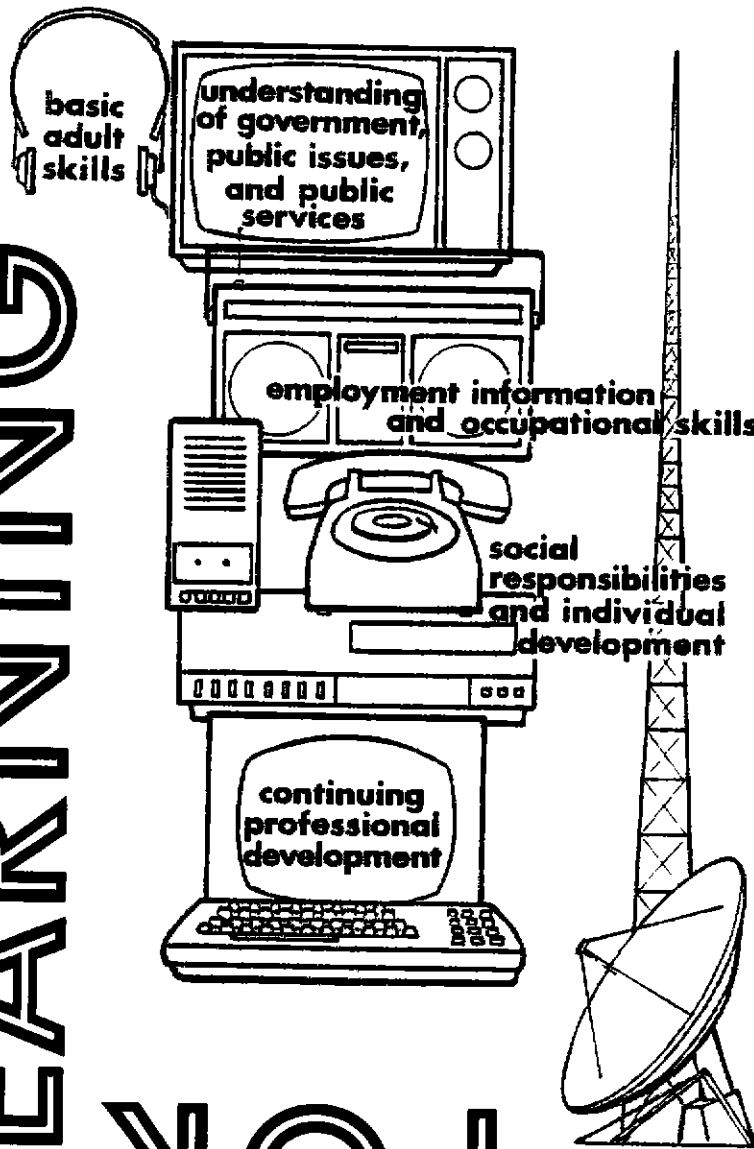 basic
adult
skills
understanding
of government,
public issues,
and public
services
employment information
and occupational skills
social
responsibilities
and individual
development
continuing
professional
development
EARNING